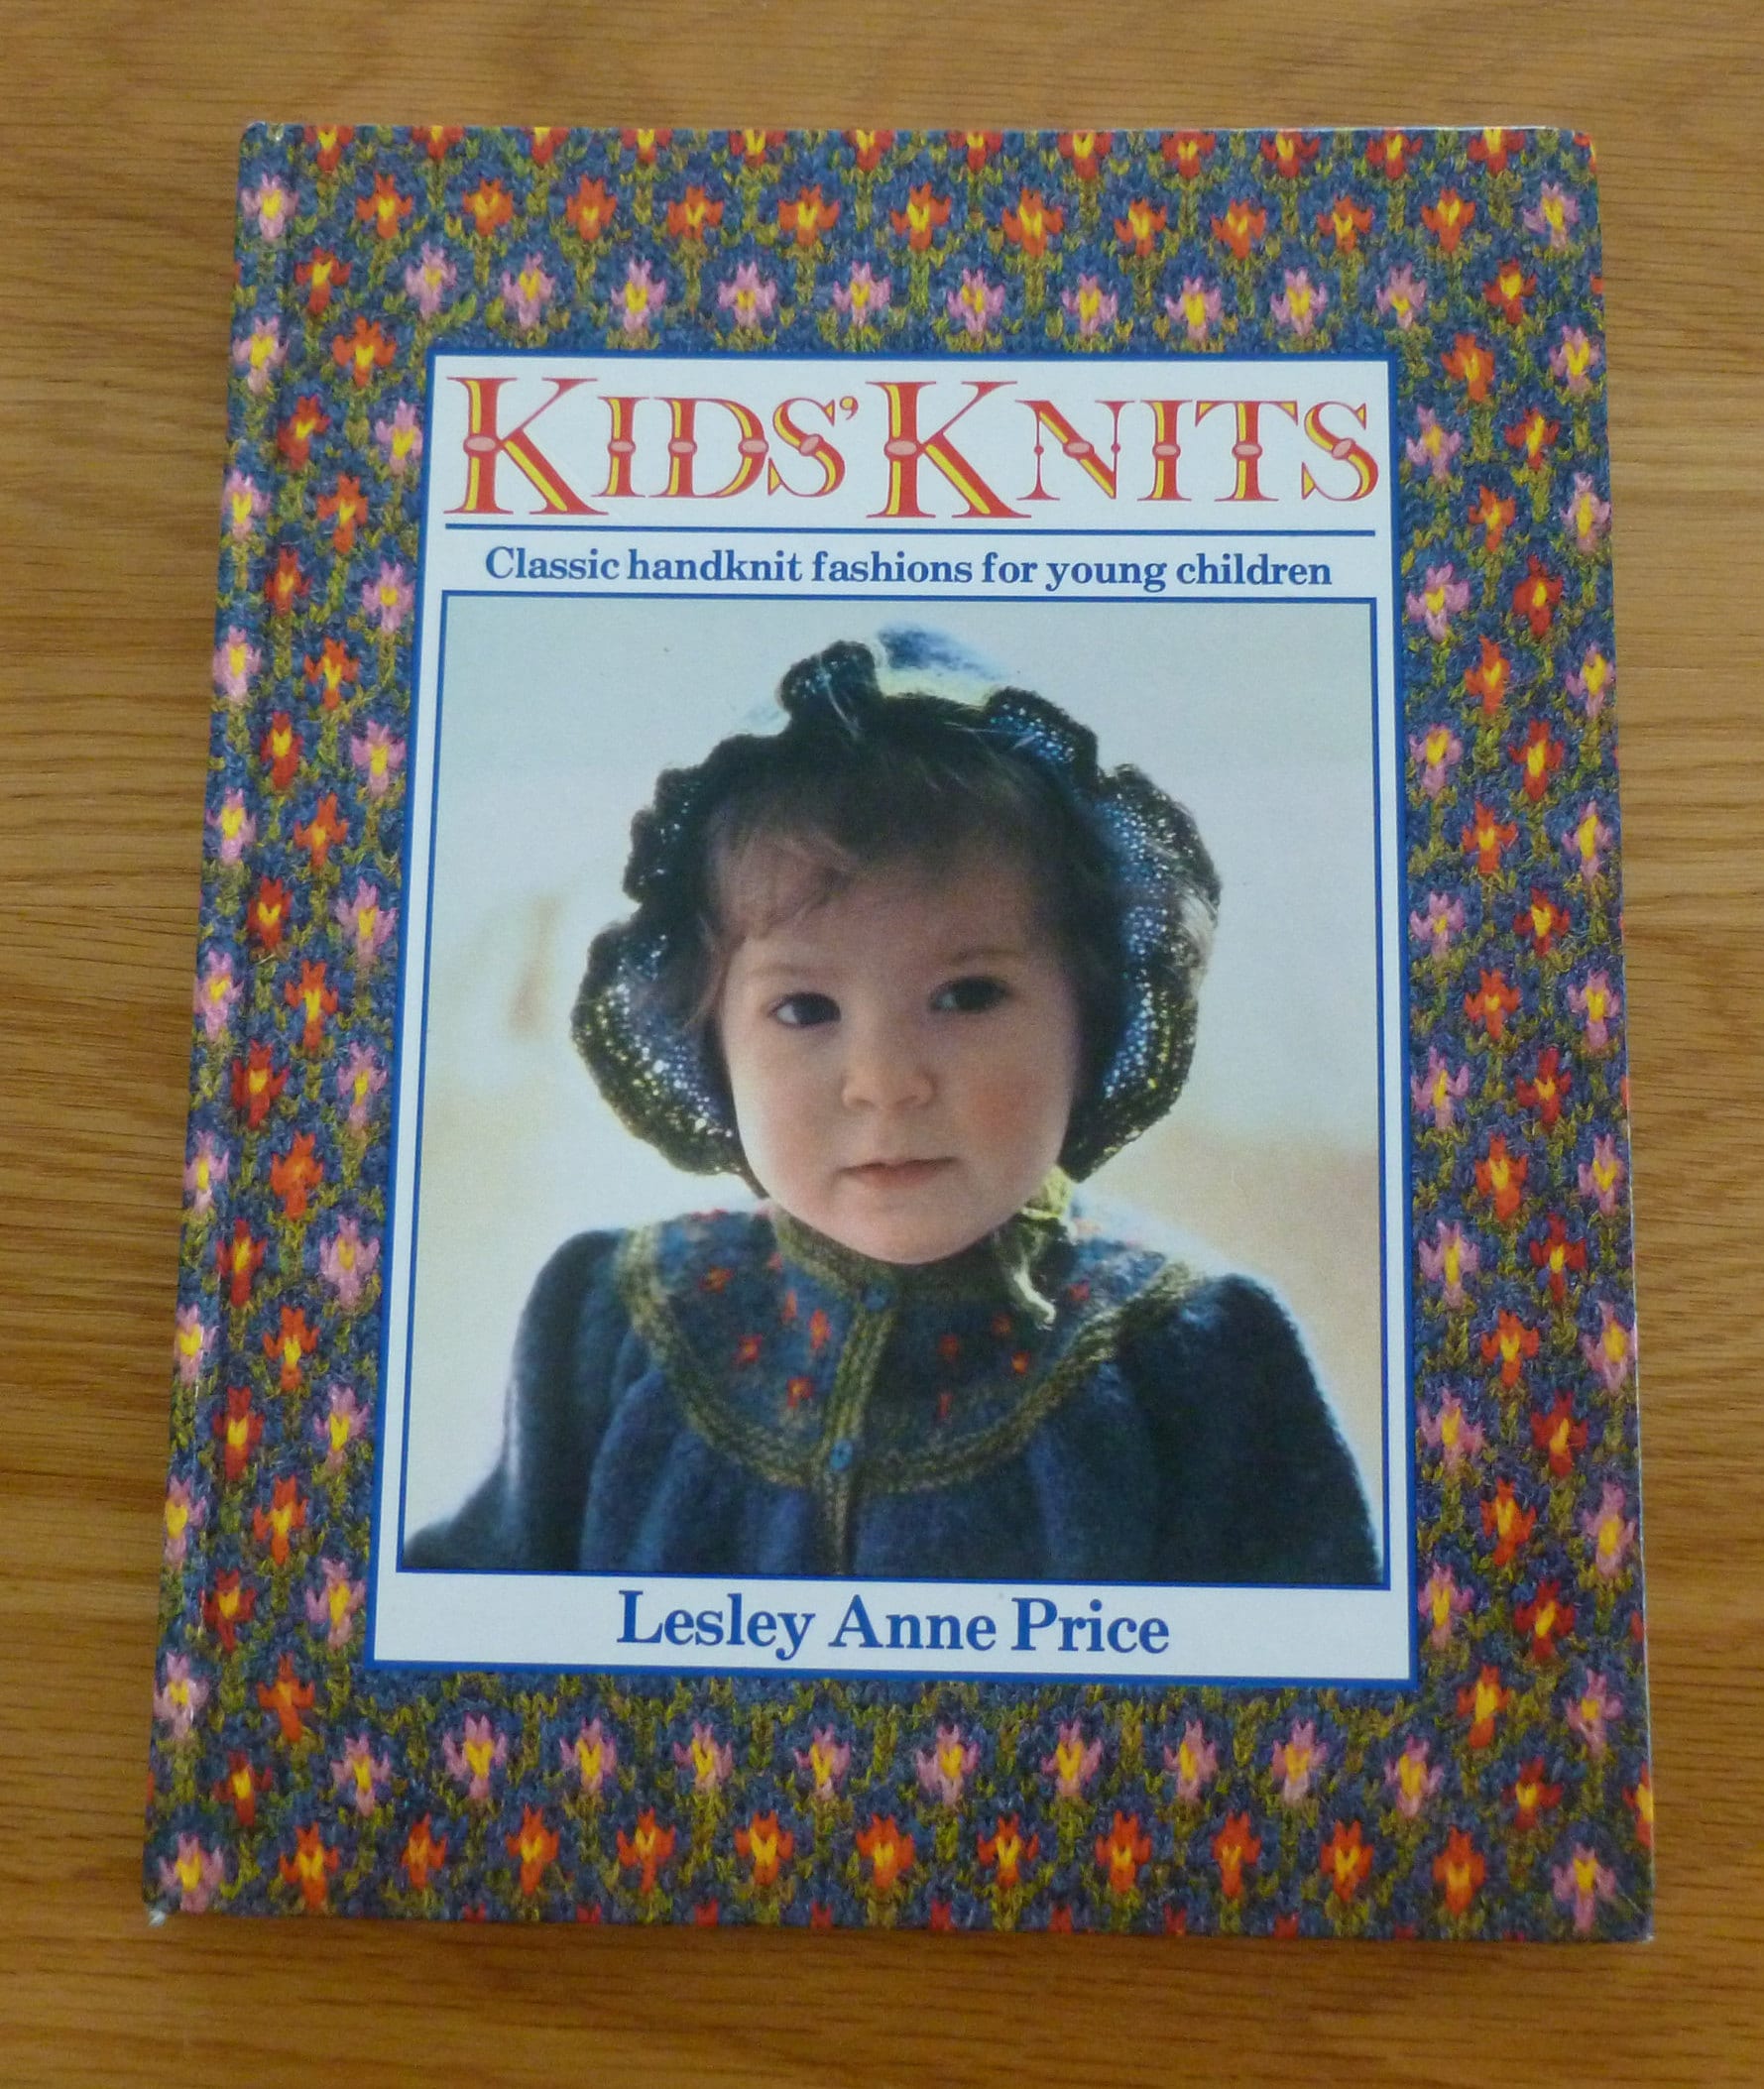 KIDS' KNITS
Classic handknit fashions for young children
Lesley Anne Price